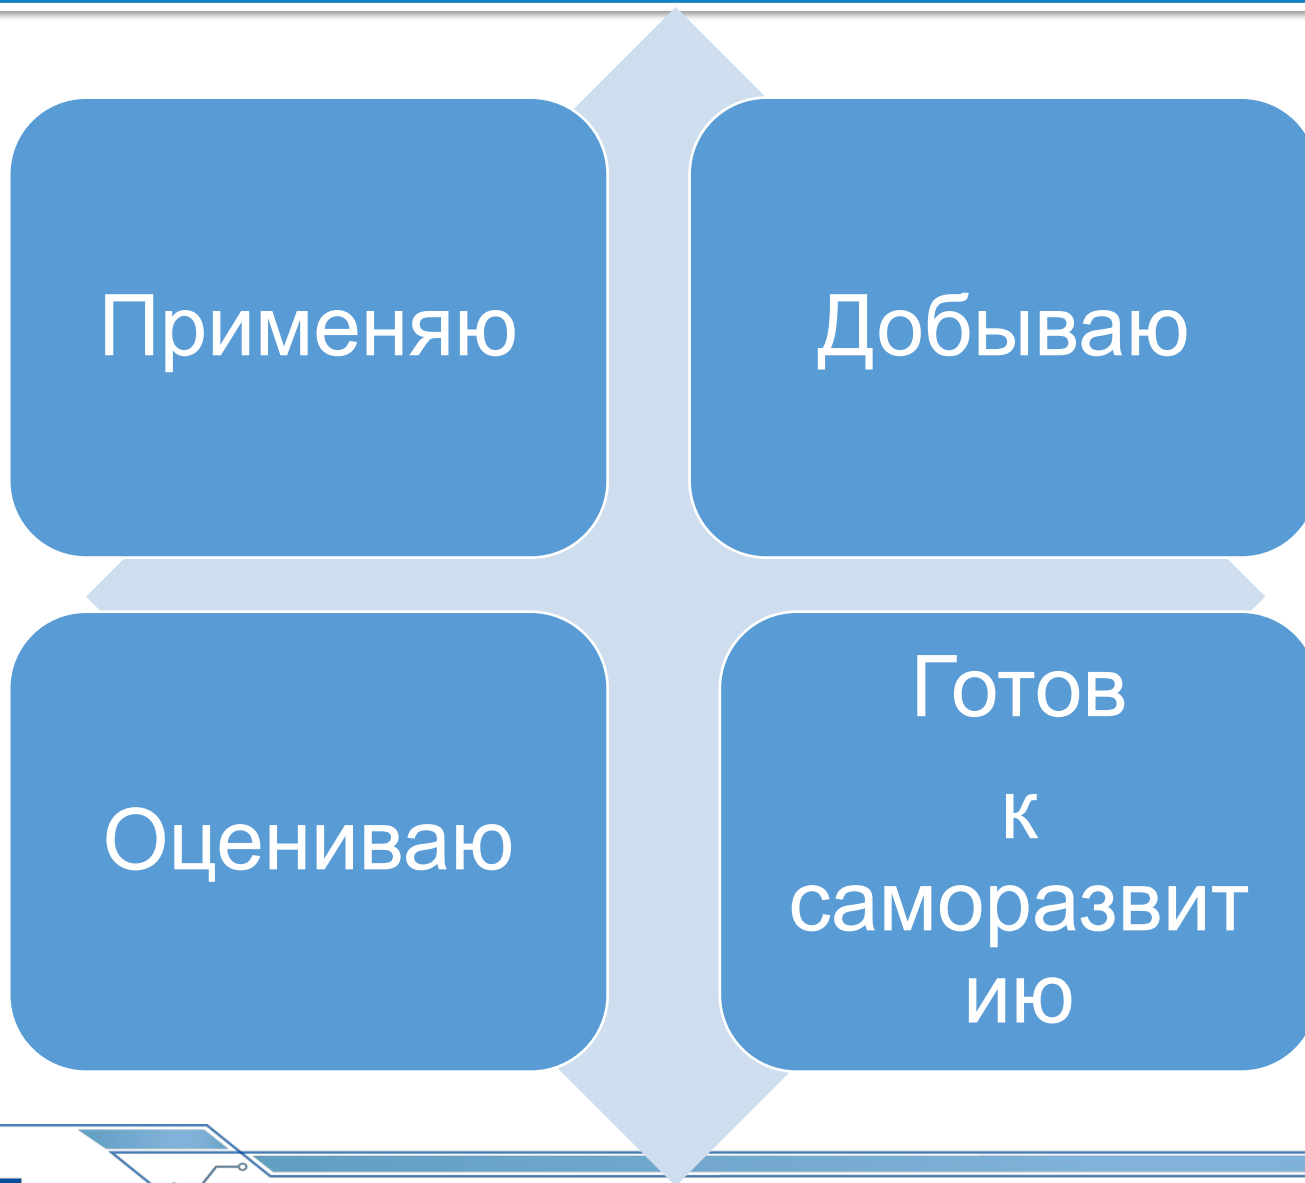 Применяю
Добываю
Оцениваю
Готов
к
саморазвит
ию